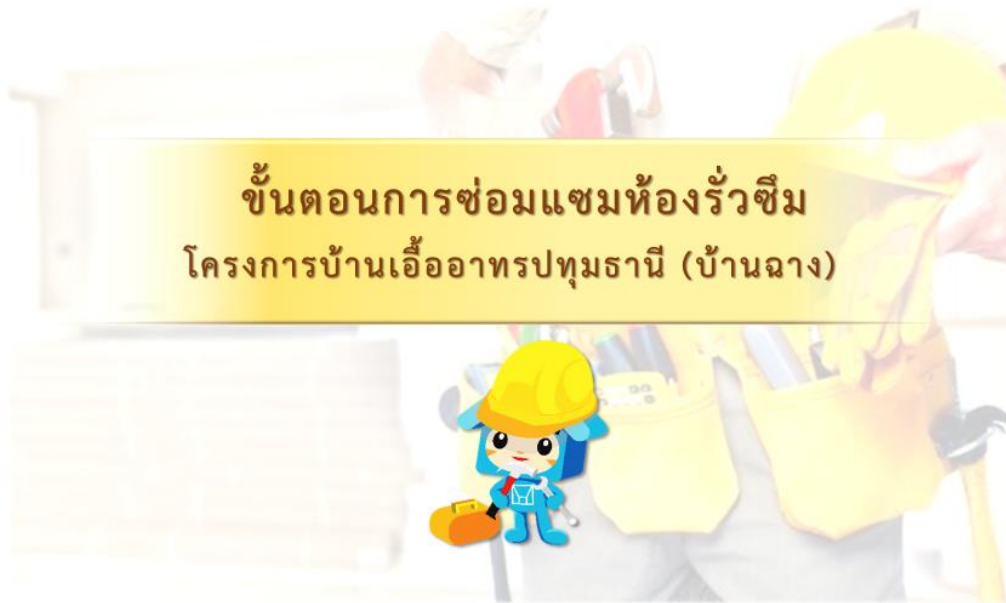 ขั้นตอนการซ่อมแซมห้องรั่วซึม
โครงการบ้านเอื้ออาทรปทุมธานี (บ้านฉาง)